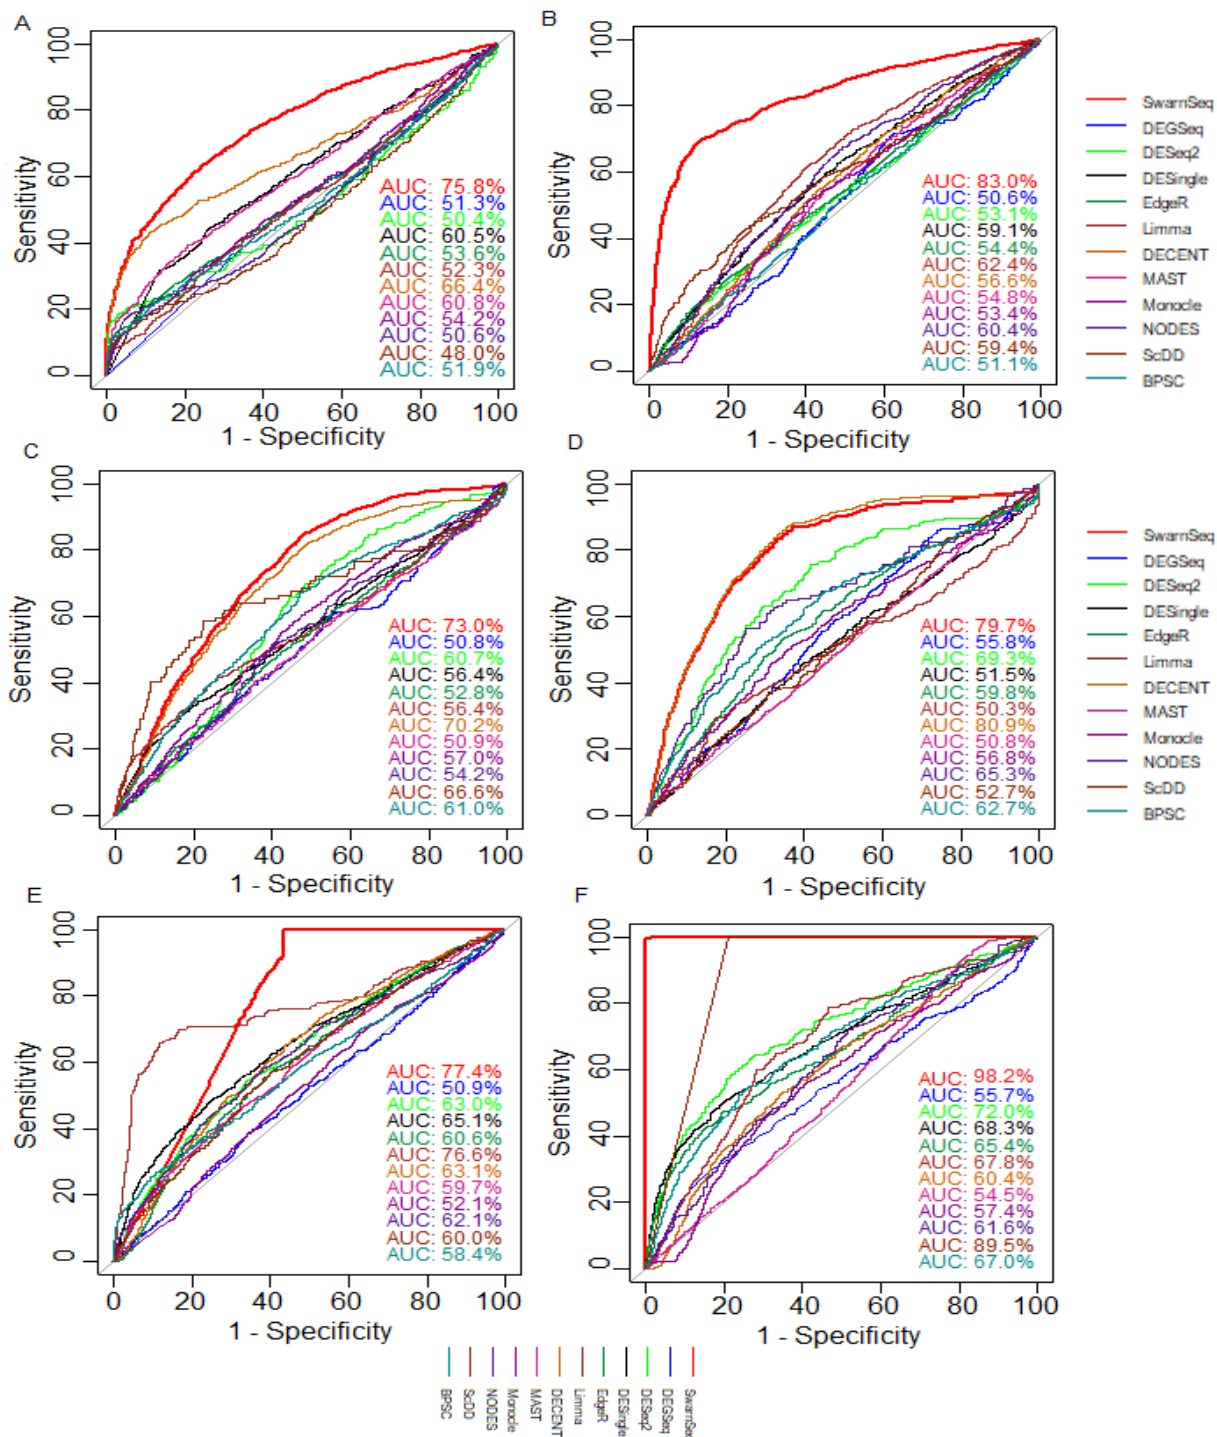 A
Sensitivity
0 20 40 60 80 100
AUC: 75.8%
AUC: 51.3%
AUC: 50.4%
AUC: 60.5%
AUC: 53.6%
AUC: 52.3%
AUC: 66.4%
AUC: 60.8%
AUC: 54.2%
AUC: 50.6%
AUC: 48.0%
AUC: 51.9%
0 20 40 60 80 100
1 - Specificity
B
Sensitivity
0 20 40 60 80 100
AUC: 83.0%
AUC: 50.6%
AUC: 53.1%
AUC: 59.1%
AUC: 54.4%
AUC: 62.4%
AUC: 56.6%
AUC: 54.8%
AUC: 53.4%
AUC: 60.4%
AUC: 59.4%
AUC: 51.1%
0 20 40 60 80 100
1 - Specificity
SwarnSeq
DEGSeq
DESeq2
DESingle
EdgeR
Limma
DECENT
MAST
Monocle
NODES
ScDD
BPSC
C
Sensitivity
0 20 40 60 80 100
AUC: 73.0%
AUC: 50.8%
AUC: 60.7%
AUC: 56.4%
AUC: 52.8%
AUC: 56.4%
AUC: 70.2%
AUC: 50.9%
AUC: 57.0%
AUC: 54.2%
AUC: 66.6%
AUC: 61.0%
0 20 40 60 80 100
1 - Specificity
D
Sensitivity
0 20 40 60 80 100
AUC: 79.7%
AUC: 55.8%
AUC: 69.3%
AUC: 51.5%
AUC: 59.8%
AUC: 50.3%
AUC: 80.9%
AUC: 50.8%
AUC: 56.8%
AUC: 65.3%
AUC: 52.7%
AUC: 62.7%
0 20 40 60 80 100
1 - Specificity
SwarnSeq
DEGSeq
DESeq2
DESingle
EdgeR
Limma
DECENT
MAST
Monocle
NODES
ScDD
BPSC
E
Sensitivity
0 20 40 60 80 100
AUC: 77.4%
AUC: 50.9%
AUC: 63.0%
AUC: 65.1%
AUC: 60.6%
AUC: 76.6%
AUC: 63.1%
AUC: 59.7%
AUC: 52.1%
AUC: 62.1%
AUC: 60.0%
AUC: 58.4%
0 20 40 60 80 100
1 - Specificity
F
Sensitivity
0 20 40 60 80 100
AUC: 98.2%
AUC: 55.7%
AUC: 72.0%
AUC: 68.3%
AUC: 65.4%
AUC: 67.8%
AUC: 60.4%
AUC: 54.5%
AUC: 57.4%
AUC: 61.6%
AUC: 89.5%
AUC: 67.0%
0 20 40 60 80 100
1 - Specificity
BPSC
ScDD
NODES
Monocle
MAST
DECENT
Limma
EdgeR
DESingle
DESeq2
DEGSeq
SwarnSeq